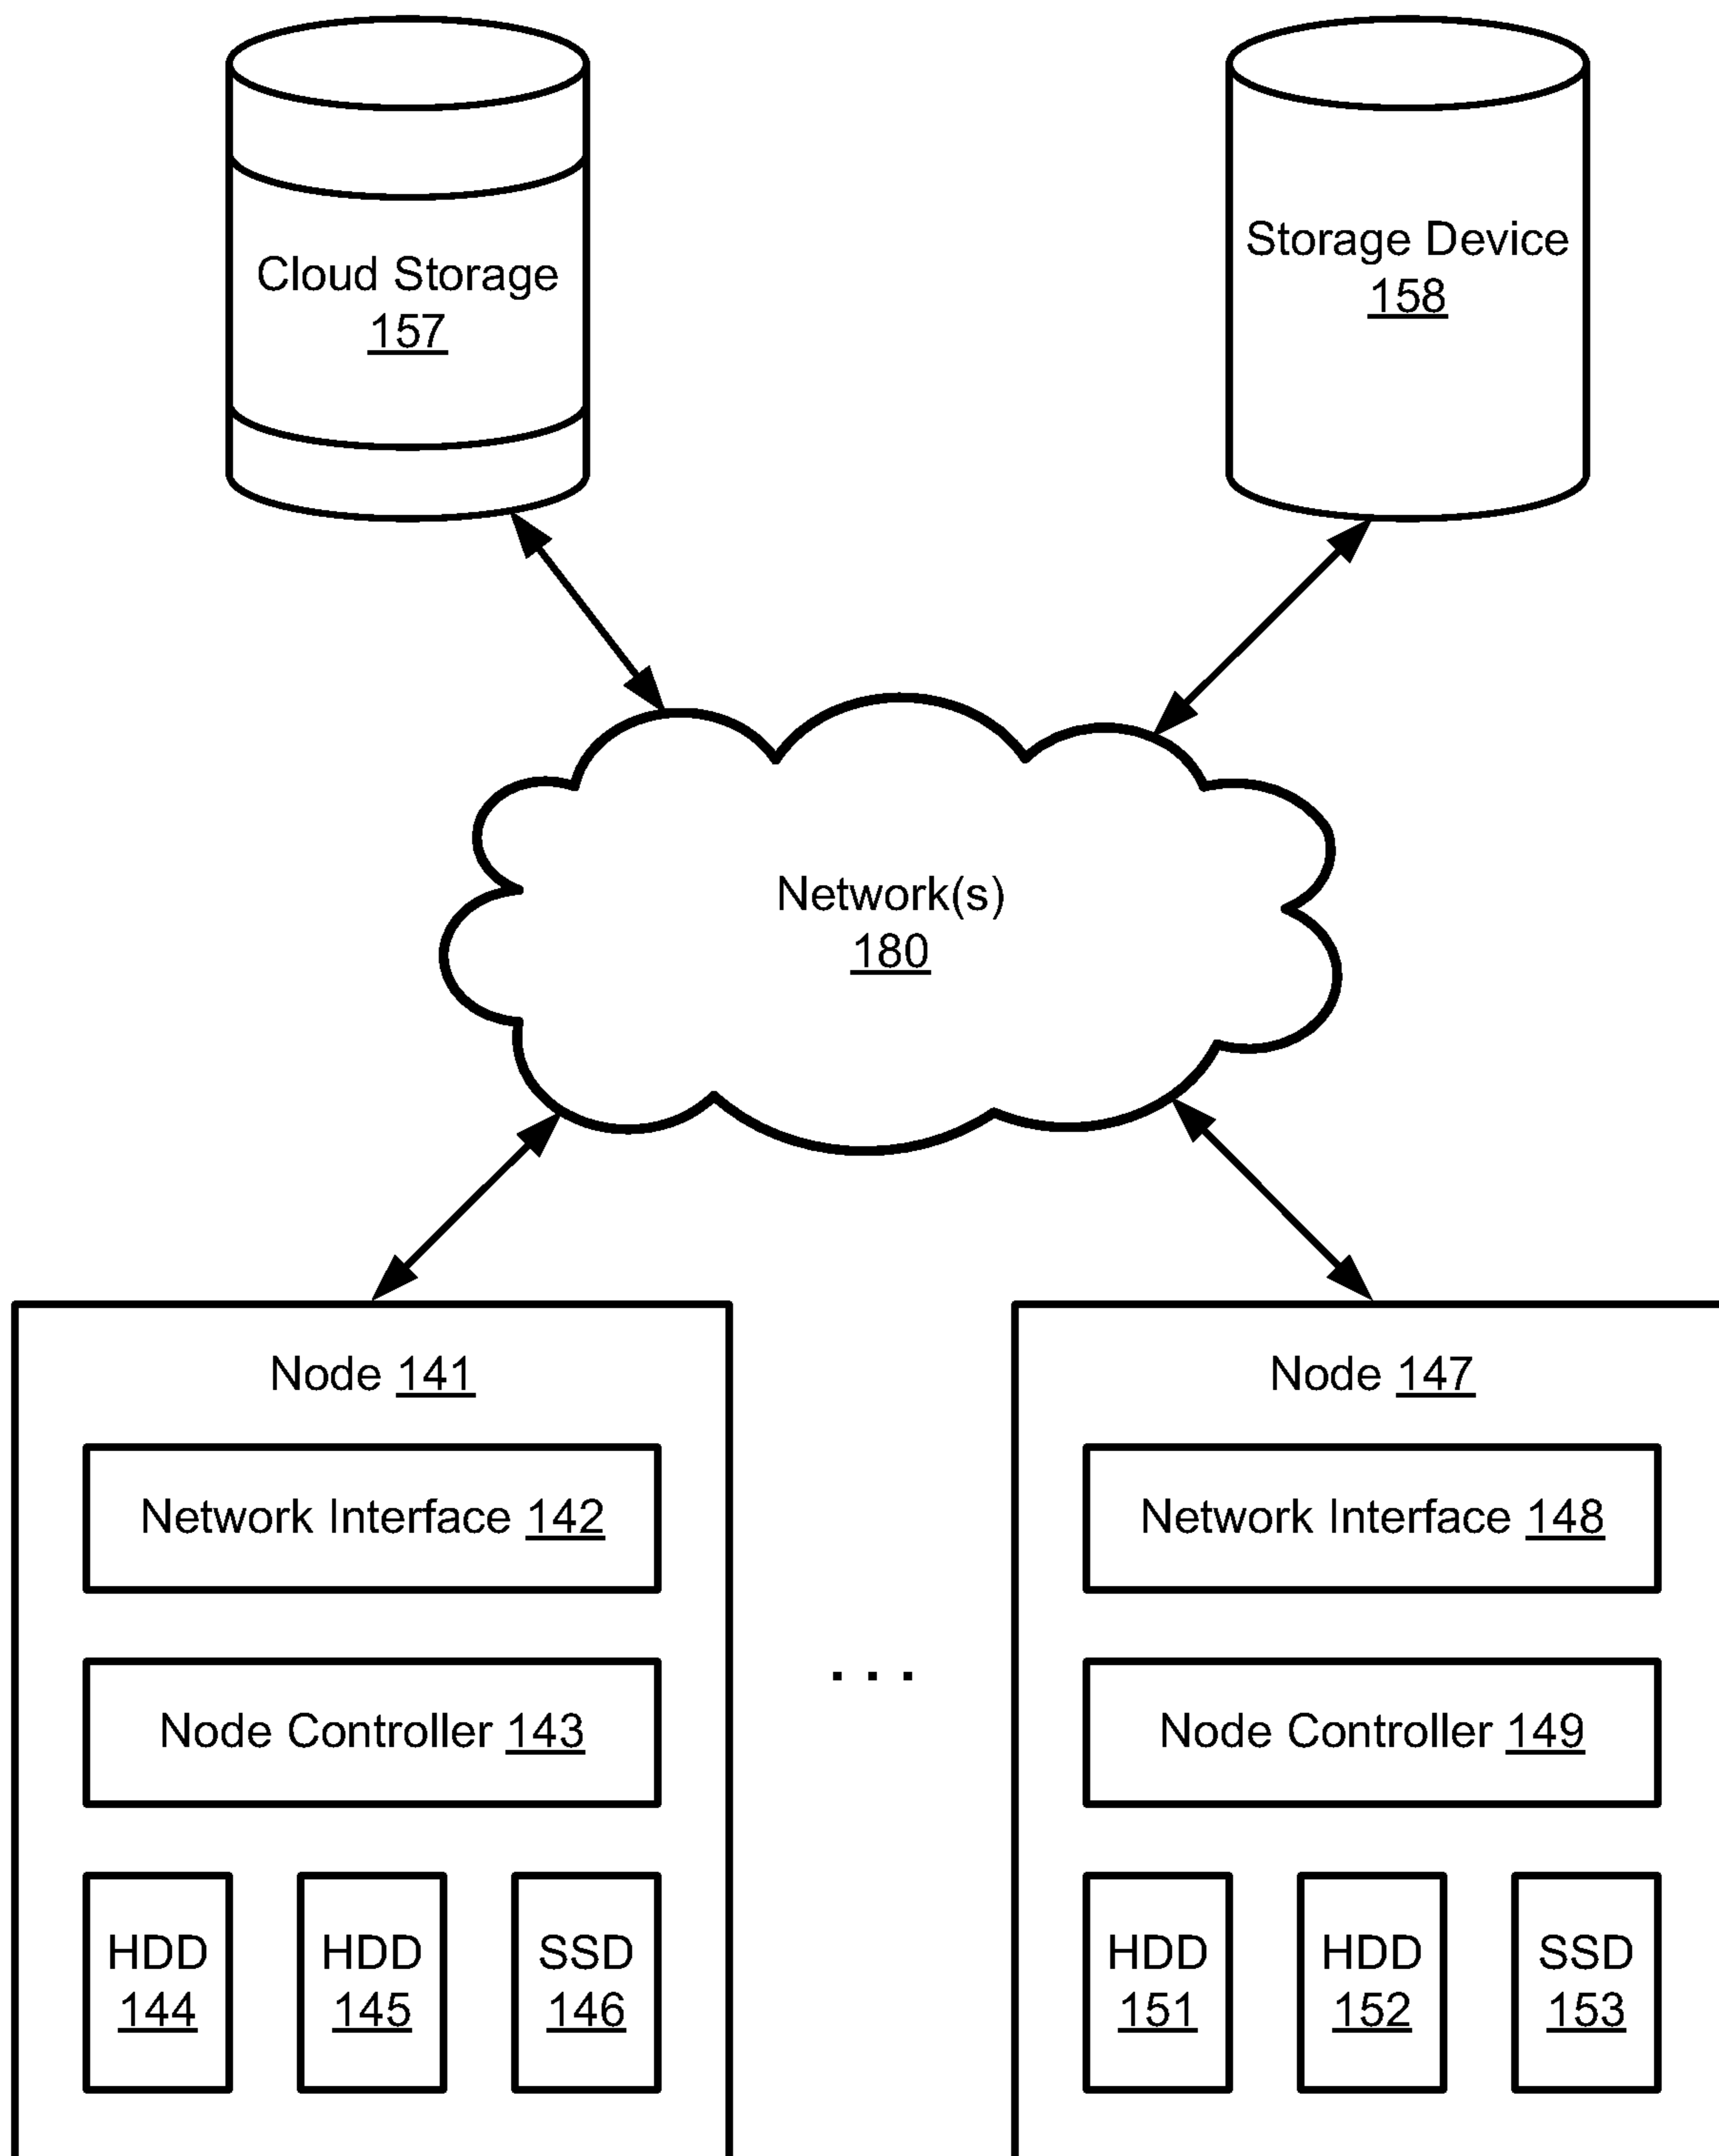 Cloud Storage
157
Storage Device
158
Network(s)
180
Node 141
Network Interface 142
Node Controller 143
HDD
144
HDD
145
SSD
146
. . .
Node 147
Network Interface 148
Node Controller 149
HDD
151
HDD
152
SSD
153